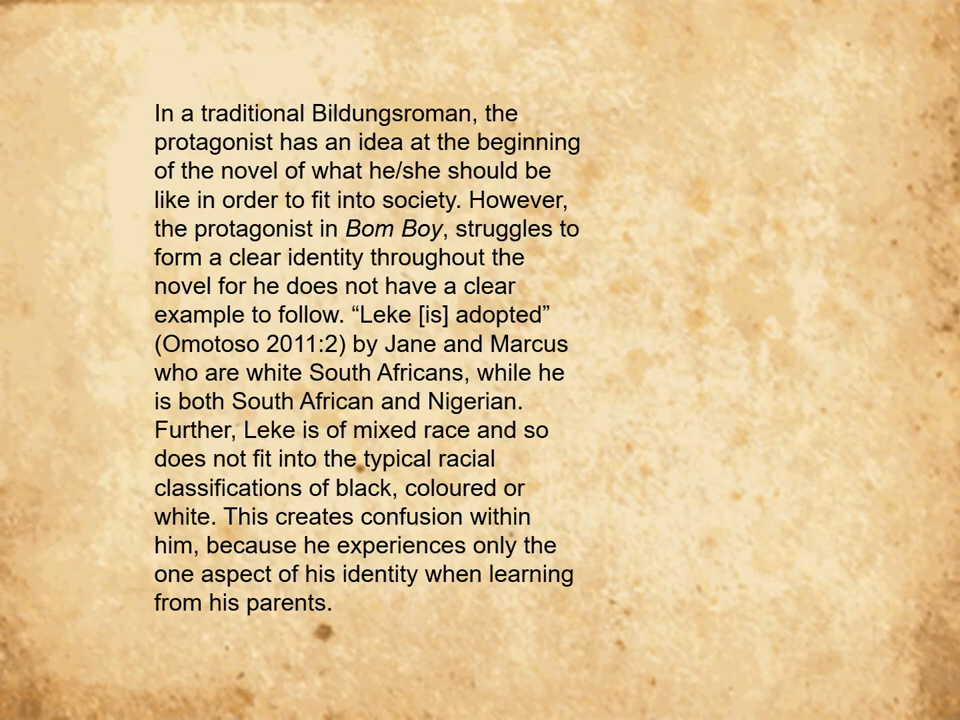 In a traditional Bildungsroman, the
protagonist has an idea at the beginning
of the novel of what he/she should be
like in order to fit into society. However,
the protagonist in Bom Boy, struggles to
form a clear identity throughout the
novel for he does not have a clear
example to follow. “Leke [is] adopted”
(Omotoso 2011:2) by Jane and Marcus
who are white South Africans, while he
is both South African and Nigerian.
Further, Leke is of mixed race and so
does not fit into the typical racial
classifications of black, coloured or
white. This creates confusion within
him, because he experiences only the
one aspect of his identity when learning
from his parents.